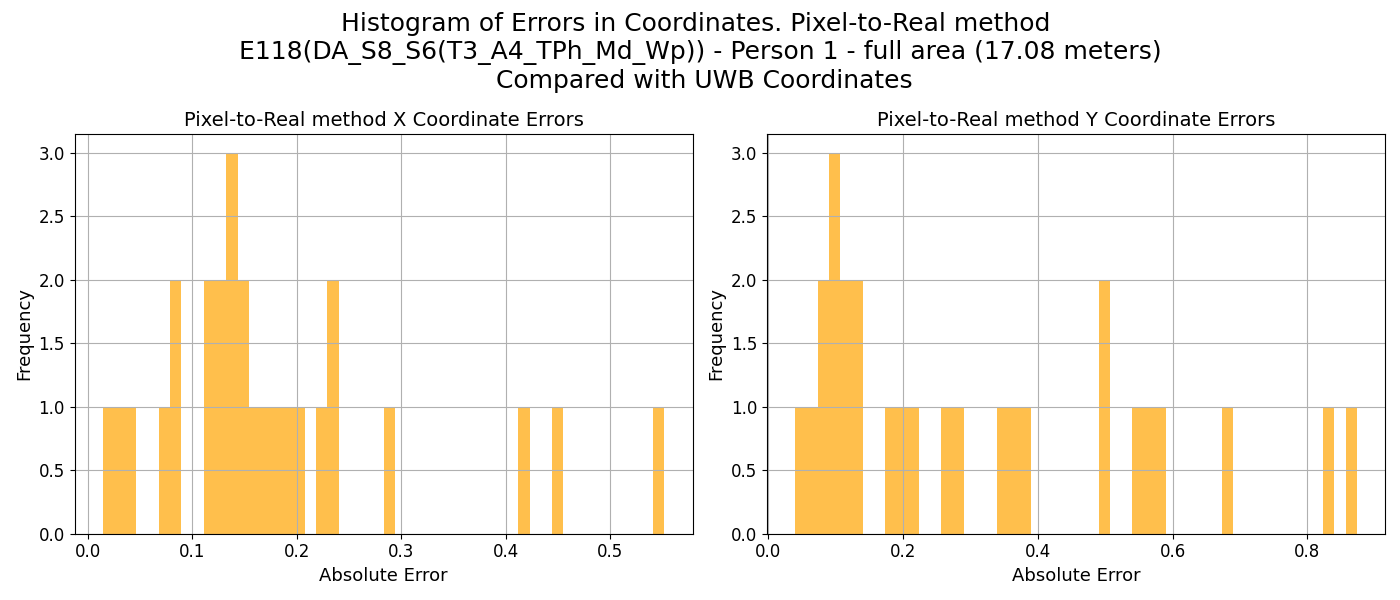 Histogram of Errors in Coordinates. Pixel-to-Real method
E118(DA_S8_S6(T3_A4_TPh_Md_Wp)) - Person 1 - full area (17.08 meters)
Compared with UWB Coordinates
Pixel-to-Real method X Coordinate Errors
3.0
2.5
2.0
1.5
1.0
0.5
0.0
Frequency
0.0 0.1 0.2 0.3 0.4 0.5
Absolute Error
Pixel-to-Real method Y Coordinate Errors
3.0
2.5
2.0
1.5
1.0
0.5
0.0
Frequency
0.0 0.2 0.4 0.6 0.8
Absolute Error